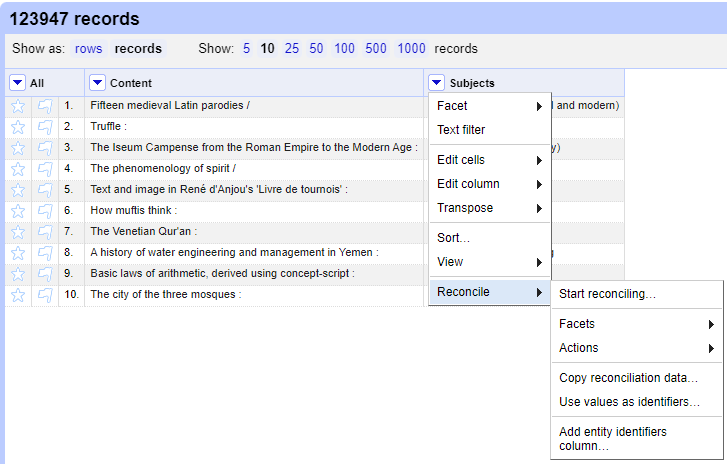 123947 records
Show as: rows records Show: 5 10 25 50 100 500 1000 records
All Content Subjects
1. Fifteen medieval Latin parodies / l and modern)
2. Truffle :
3. The Iseum Campense from the Roman Empire to the Modern Age : y)
4. The phenomenology of spirit /
5. Text and image in René d'Anjou's 'Livre de tournois' :
6. How muftis think :
7. The Venetian Qur'an :
8. A history of water engineering and management in Yemen : g
9. Basic laws of arithmetic, derived using concept-script :
10. The city of the three mosques :
Facet
Text filter
Edit cells
Edit column
Transpose
Sort...
View
Reconcile
Start reconciling...
Facets
Actions
Copy reconciliation data...
Use values as identifiers...
Add entity identifiers
column...